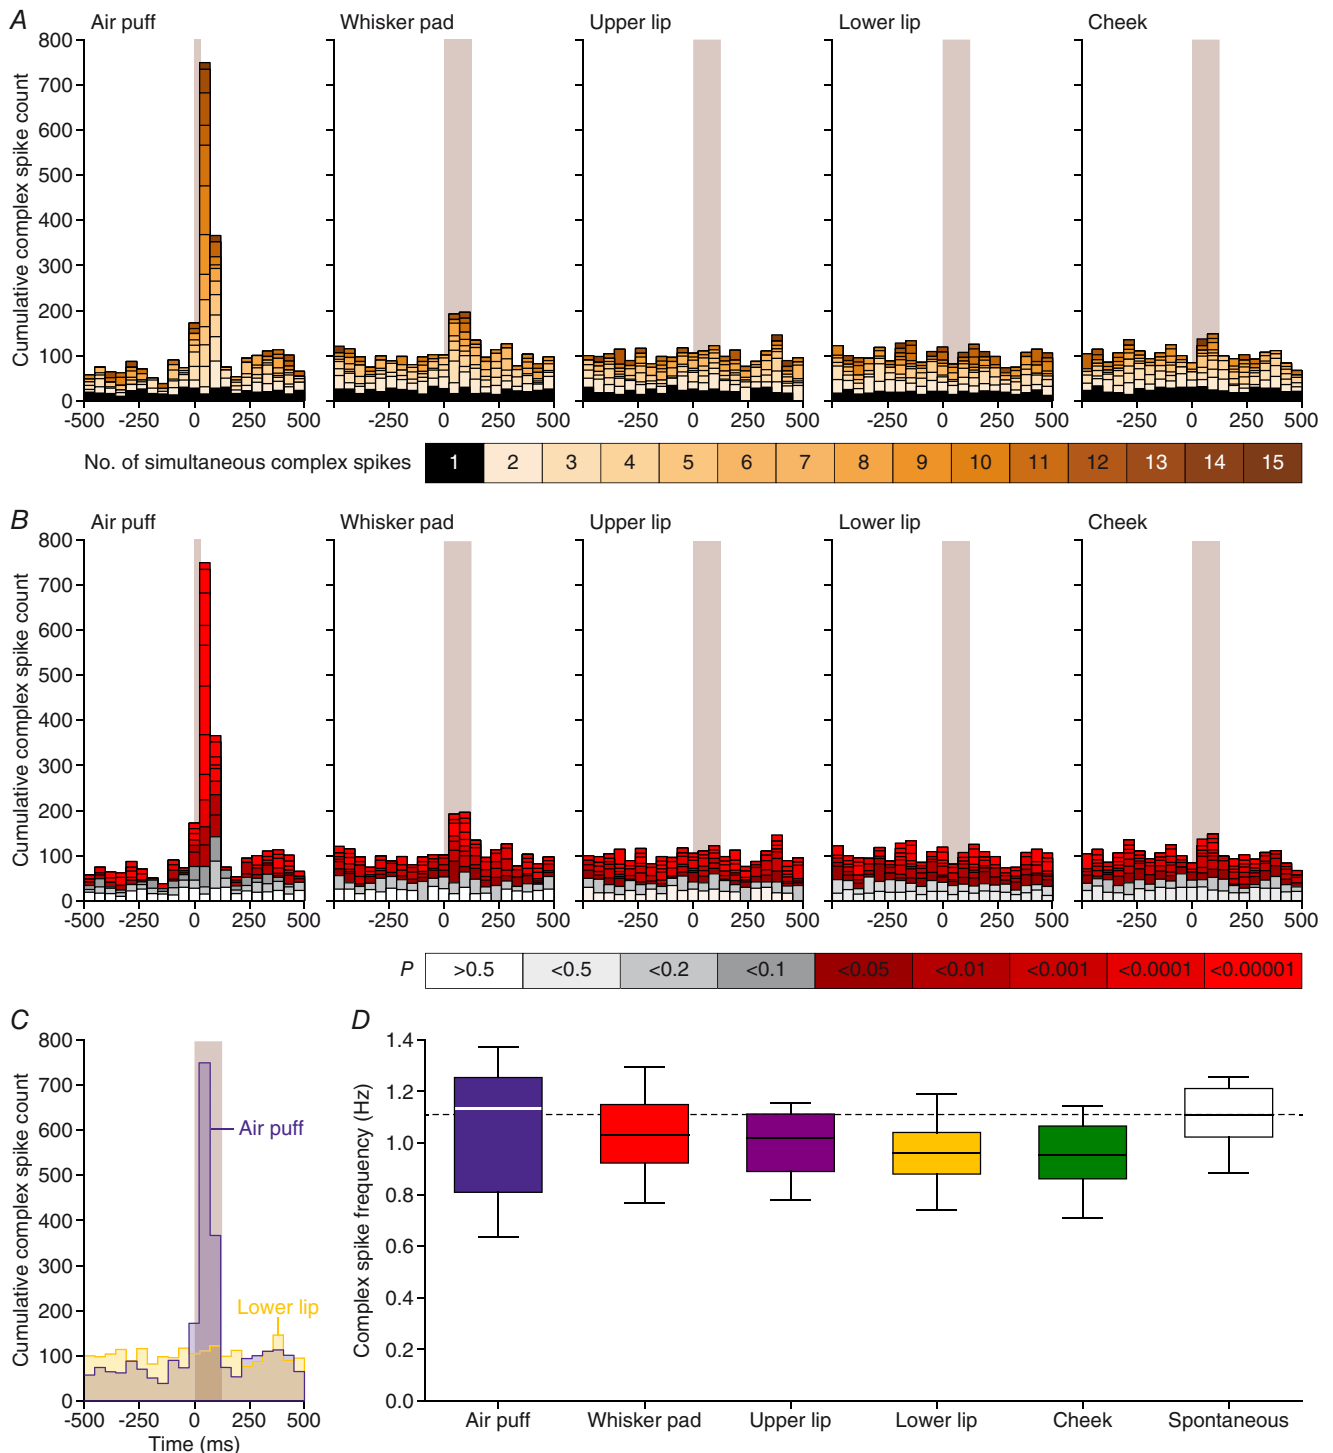 A
Air puff
Whisker pad
Upper lip
Lower lip
Cheek
Cumulative complex spike count
800
700
600
500
400
300
200
100
0
-500 -250 0 250
-250 0 250
-250 0 250
-250 0 250
-250 0 250 500
No. of simultaneous complex spikes
1 2 3 4 5 6 7 8 9 10 11 12 13 14 15
B
Air puff
Whisker pad
Upper lip
Lower lip
Cheek
Cumulative complex spike count
800
700
600
500
400
300
200
100
0
-500 -250 0 250
-250 0 250
-250 0 250
-250 0 250
-250 0 250 500
P
>0.5 <0.5 <0.2 <0.1 <0.05 <0.01 <0.001 <0.0001 <0.00001
C
Cumulative complex spike count
800
700
600
500
400
300
200
100
0
Air puff
Lower lip
-500 -250 0 250 500
Time (ms)
D
Complex spike frequency (Hz)
1.4
1.2
1.0
0.8
0.6
0.4
0.2
0.0
Air puff
Whisker pad
Upper lip
Lower lip
Cheek
Spontaneous